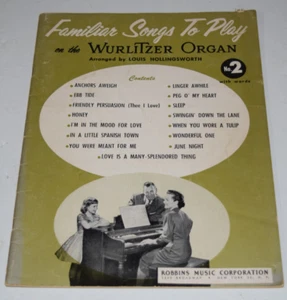 Familiar Songs To Play
on the WURLITZER ORGAN
Arranged by LOUIS HOLLINGSWORTH
No. 2
with words
Contents
ANCHORS AWEIGH
EBB TIDE
FRIENDLY PERSUASION (Thee I Love)
HONEY
I'M IN THE MOOD FOR LOVE
IN A LITTLE SPANISH TOWN
YOU WERE MEANT FOR ME
LINGER AWHILE
PEG O' MY HEART
SLEEP
SWINGIN' DOWN THE LANE
WHEN YOU WORE A TULIP
WONDERFUL ONE
JUNE NIGHT
LOVE IS A MANY SPLENDORED THING
ROBBINS MUSIC CORPORATION